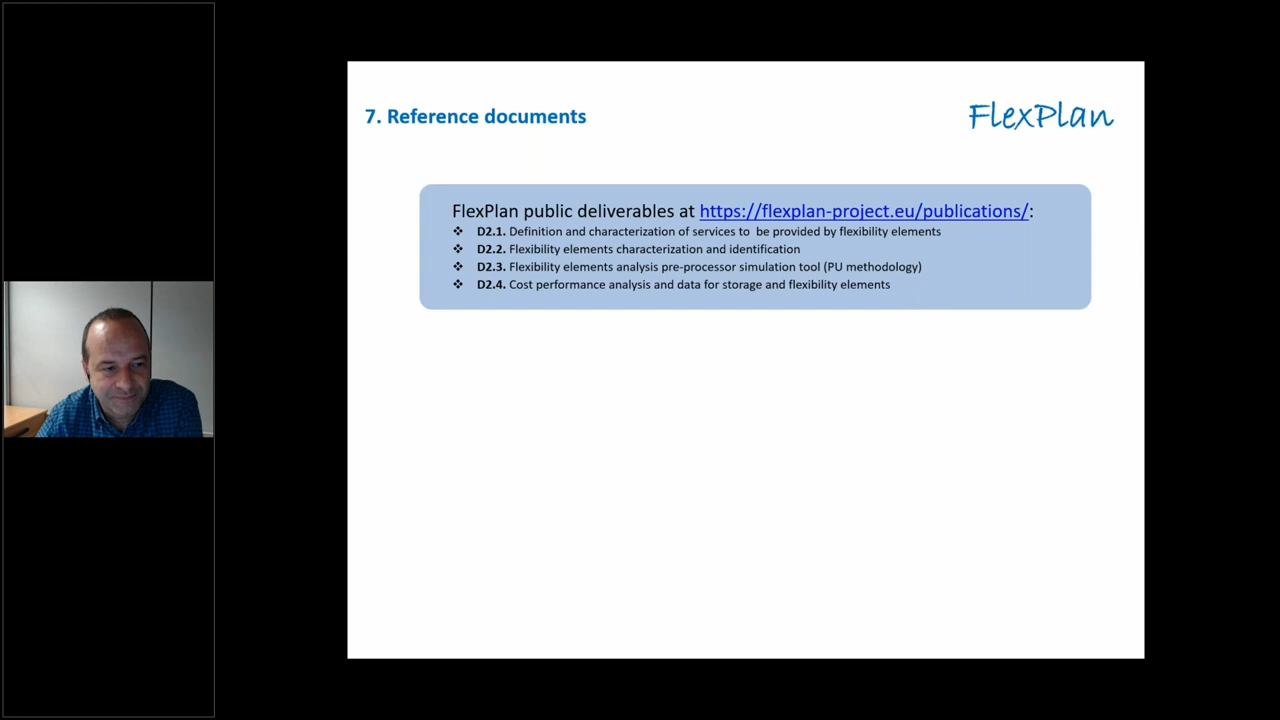 7. Reference documents
FlexPlan
FlexPlan public deliverables at https://flexplan-project.eu/publications/:
❖ D2.1. Definition and characterization of services to be provided by flexibility elements
❖ D2.2. Flexibility elements characterization and identification
❖ D2.3. Flexibility elements analysis pre-processor simulation tool (PU methodology)
❖ D2.4. Cost performance analysis and data for storage and flexibility elements